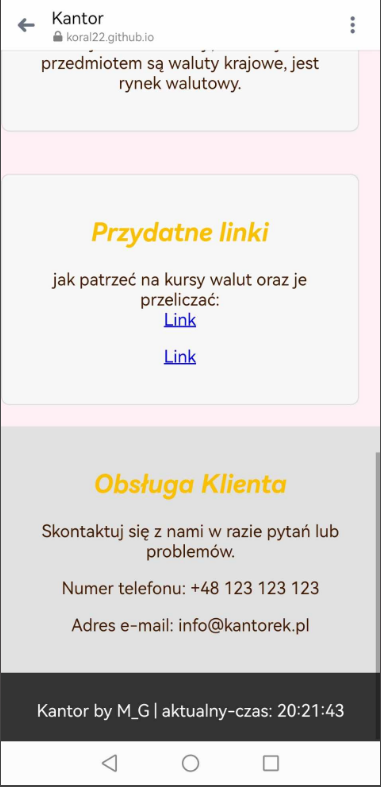 Kantor
koral22.github.io
przedmiotem są waluty krajowe, jest
rynek walutowy.
Przydatne linki
jak patrzeć na kursy walut oraz je
przeliczać:
Link
Link
Obsługa Klienta
Skontaktuj się z nami w razie pytań lub
problemów.
Numer telefonu: +48 123 123 123
Adres e-mail: info@kantorek.pl
Kantor by M_G | aktualny-czas: 20:21:43